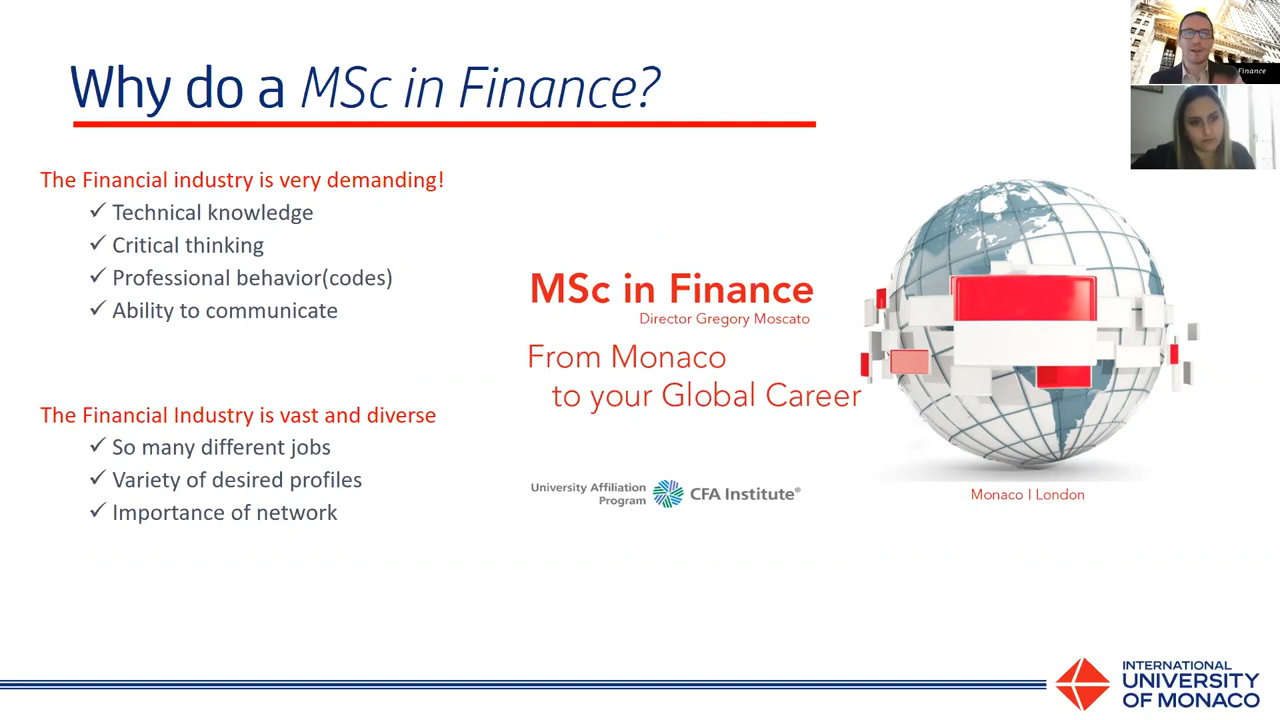 Why do a MSc in Finance?
Finance
The Financial industry is very demanding!
✓ Technical knowledge
✓ Critical thinking
✓ Professional behavior(codes)
✓ Ability to communicate
The Financial Industry is vast and diverse
✓ So many different jobs
✓ Variety of desired profiles
✓ Importance of network
MSc in Finance
Director Gregory Moscato
From Monaco
to your Global Career
University Affiliation
Program
CFA Institute®
Monaco | London
INTERNATIONAL
UNIVERSITY
OF MONACO